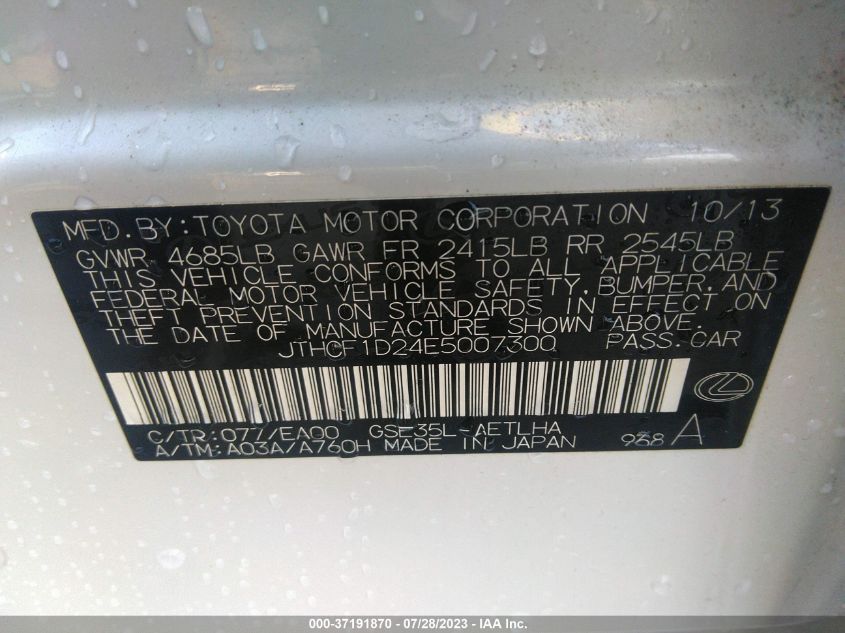 MFD. BY: TOYOTA MOTOR CORPORATION 10/13
GVWR 4685LB GAWR FR 2415LB RR 2545LB
THIS VEHICLE CONFORMS TO ALL APPLICABLE
FEDERAL MOTOR VEHICLE SAFETY, BUMPER, AND
THEFT PREVENTION STANDARDS IN EFFECT ON
THE DATE OF MANUFACTURE SHOWN ABOVE.
JTHCF1D24E5007300 PASS. CAR
C/TR: 077/EA00 GSE35L-AETLHA
A/TM: A03A/A760H MADE IN JAPAN 968 A
000-37191870 - 07/28/2023 - IAA Inc.